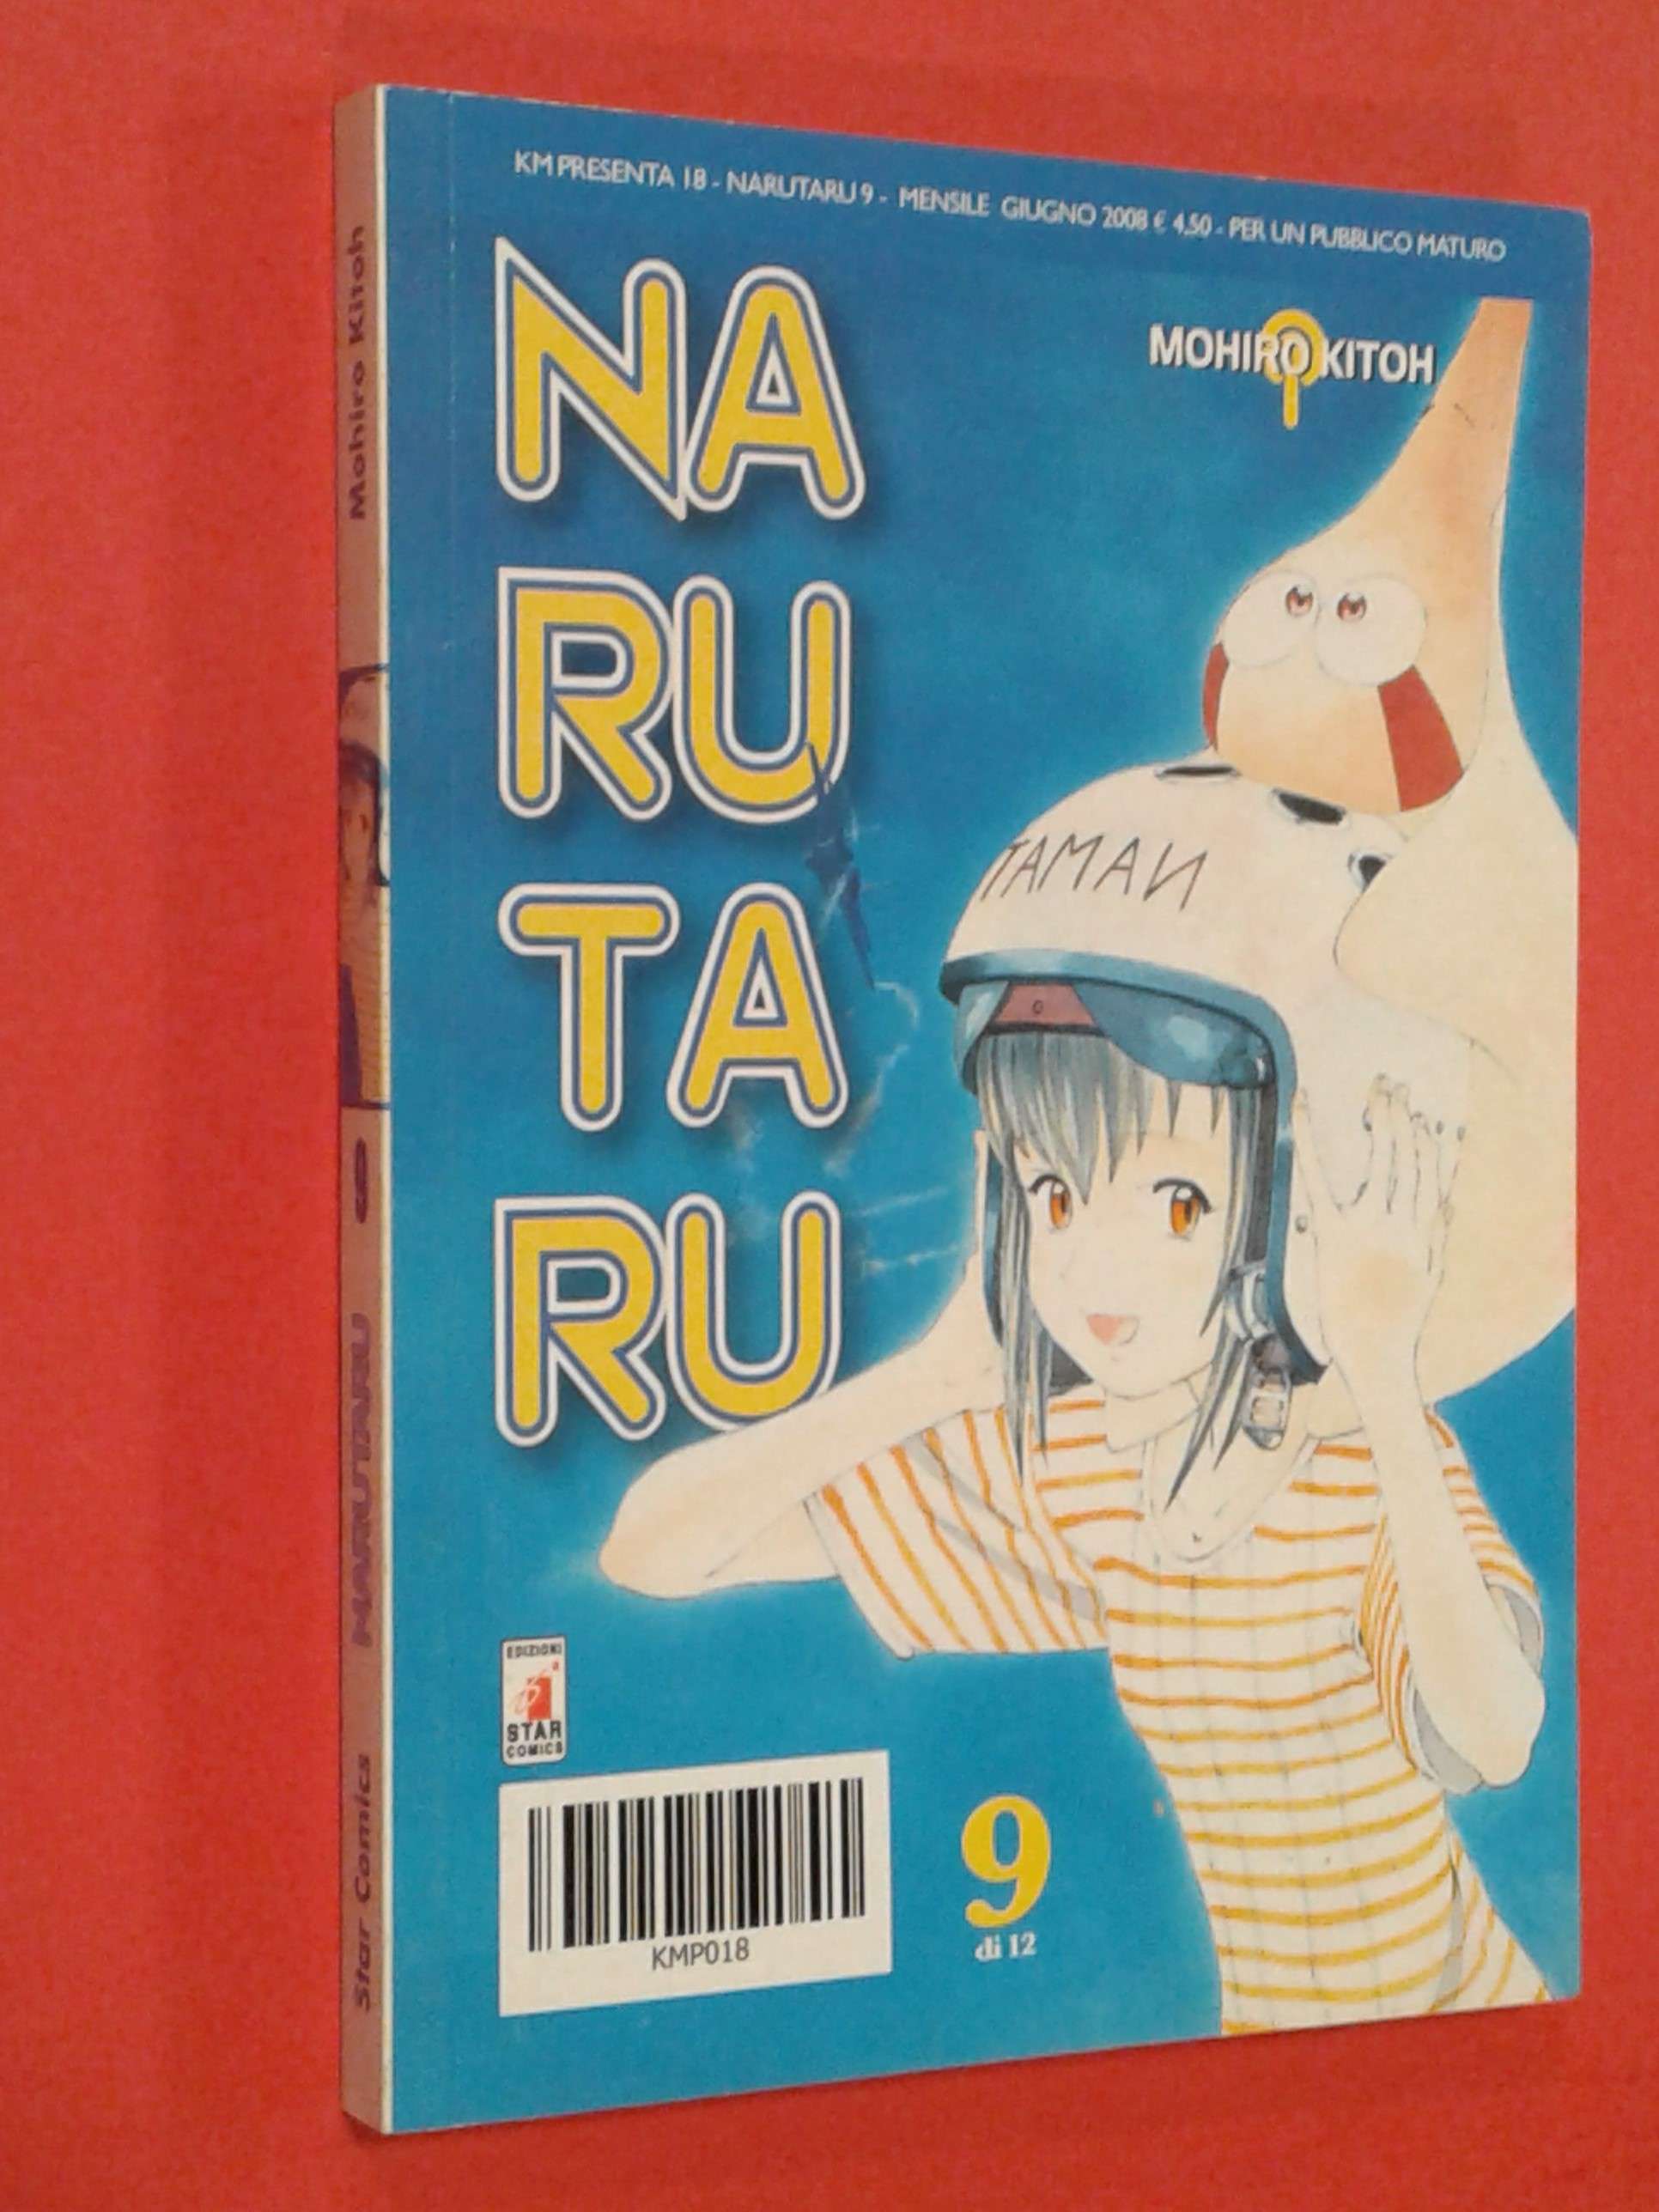 KM PRESENTA 18 - NARUTARU 9 - MENSILE GIUGNO 2008 € 4,50 - PER UN PUBBLICO MATURO
MOHIRO KITOH
NA
RU
TA
RU
TAMAN
EDIZIONI
STAR
COMICS
KMP018
9
di 12
Mohiro Kitoh
9
NARUTARU
Star Comics